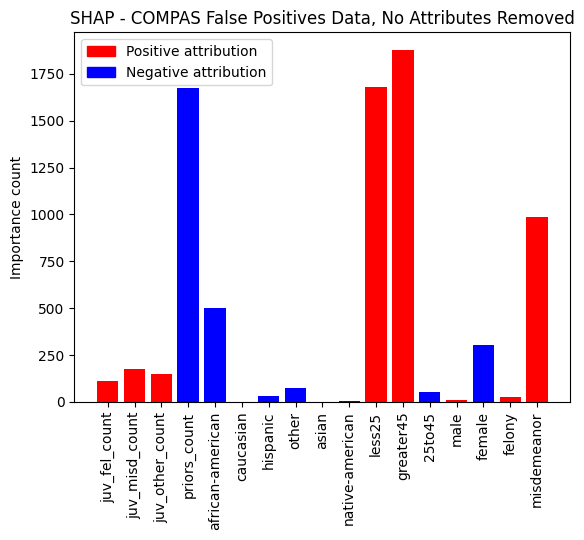 SHAP - COMPAS False Positives Data, No Attributes Removed
Positive attribution
Negative attribution
Importance count
1750
1500
1250
1000
750
500
250
0
juv_fel_count
juv_misd_count
juv_other_count
priors_count
african-american
caucasian
hispanic
other
asian
native-american
less25
greater45
25to45
male
female
felony
misdemeanor